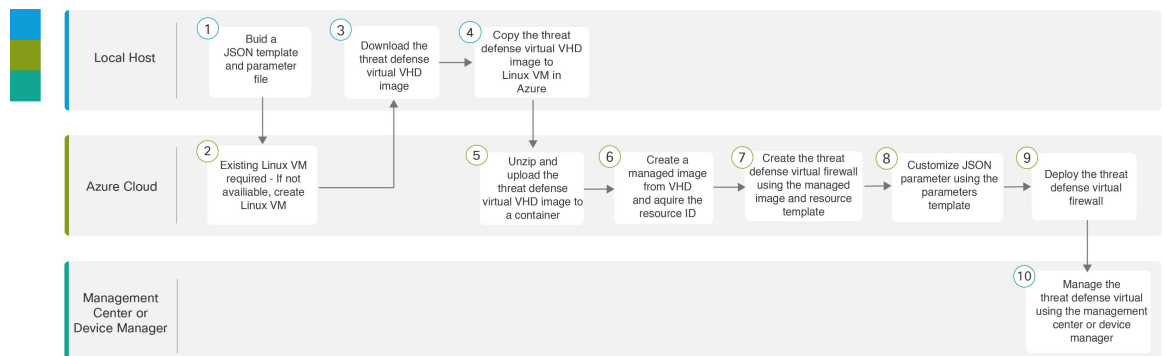 Local Host
1
Buid a
JSON template
and parameter
file
3
Download the
threat defense
virtual VHD
image
4
Copy the threat
defense virtual VHD
image to
Linux VM in
Azure
Azure Cloud
2
Existing Linux VM
required - If not
availiable, create
Linux VM
5
Unzip and
upload the
threat defense
virtual VHD image to
a container
6
Create a
managed image
from VHD
and aquire the
resource ID
7
Create the threat
defense virtual firewall
using the managed
image and resource
template
8
Customize JSON
parameter using the
parameters
template
9
Deploy the threat
defense virtual
firewall
Management
Center or
Device Manager
10
Manage the
threat defense virtual
using the management
center or device
manager